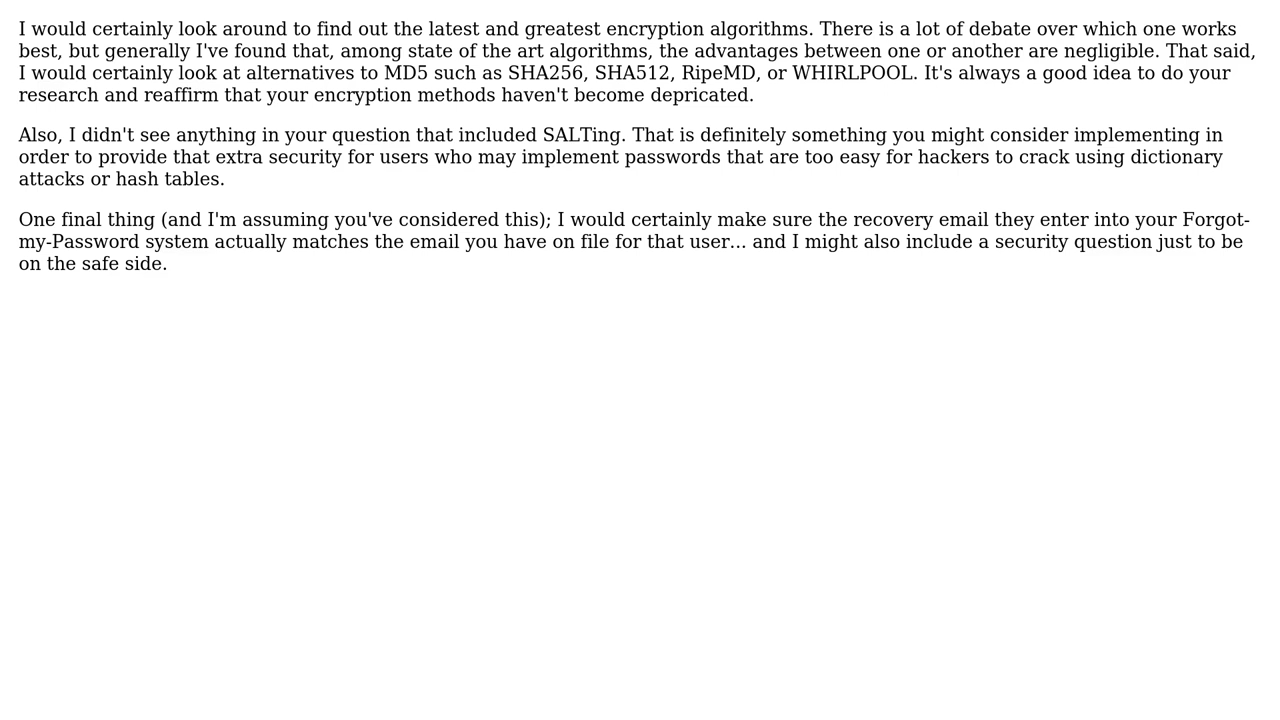 I would certainly look around to find out the latest and greatest encryption algorithms. There is a lot of debate over which one works
best, but generally I've found that, among state of the art algorithms, the advantages between one or another are negligible. That said,
I would certainly look at alternatives to MD5 such as SHA256, SHA512, RipeMD, or WHIRLPOOL. It's always a good idea to do your
research and reaffirm that your encryption methods haven't become depricated.
Also, I didn't see anything in your question that included SALTing. That is definitely something you might consider implementing in
order to provide that extra security for users who may implement passwords that are too easy for hackers to crack using dictionary
attacks or hash tables.
One final thing (and I'm assuming you've considered this); I would certainly make sure the recovery email they enter into your Forgot-
my-Password system actually matches the email you have on file for that user... and I might also include a security question just to be
on the safe side.